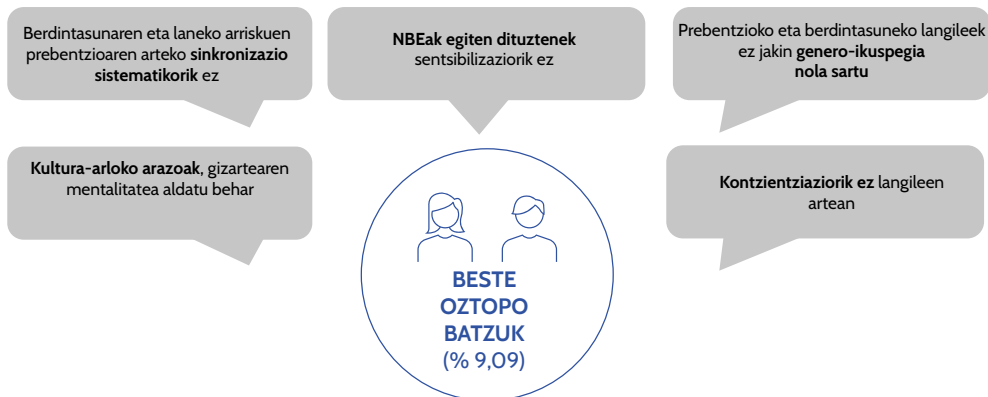 Berdintasunaren eta laneko arriskuen
prebentzioaren arteko sinkronizazio
sistematikorik ez
NBEak egiten dituztenek
sentsibilizaziorik ez
Prebentzioko eta berdintasuneko langileek
ez jakin genero-ikuspegia
nola sartu
Kultura-arloko arazoak, gizartearen
mentalitatea aldatu behar
Kontzientziaziorik ez langileen
artean
BESTE
OZTOPO
BATZUK
(% 9,09)